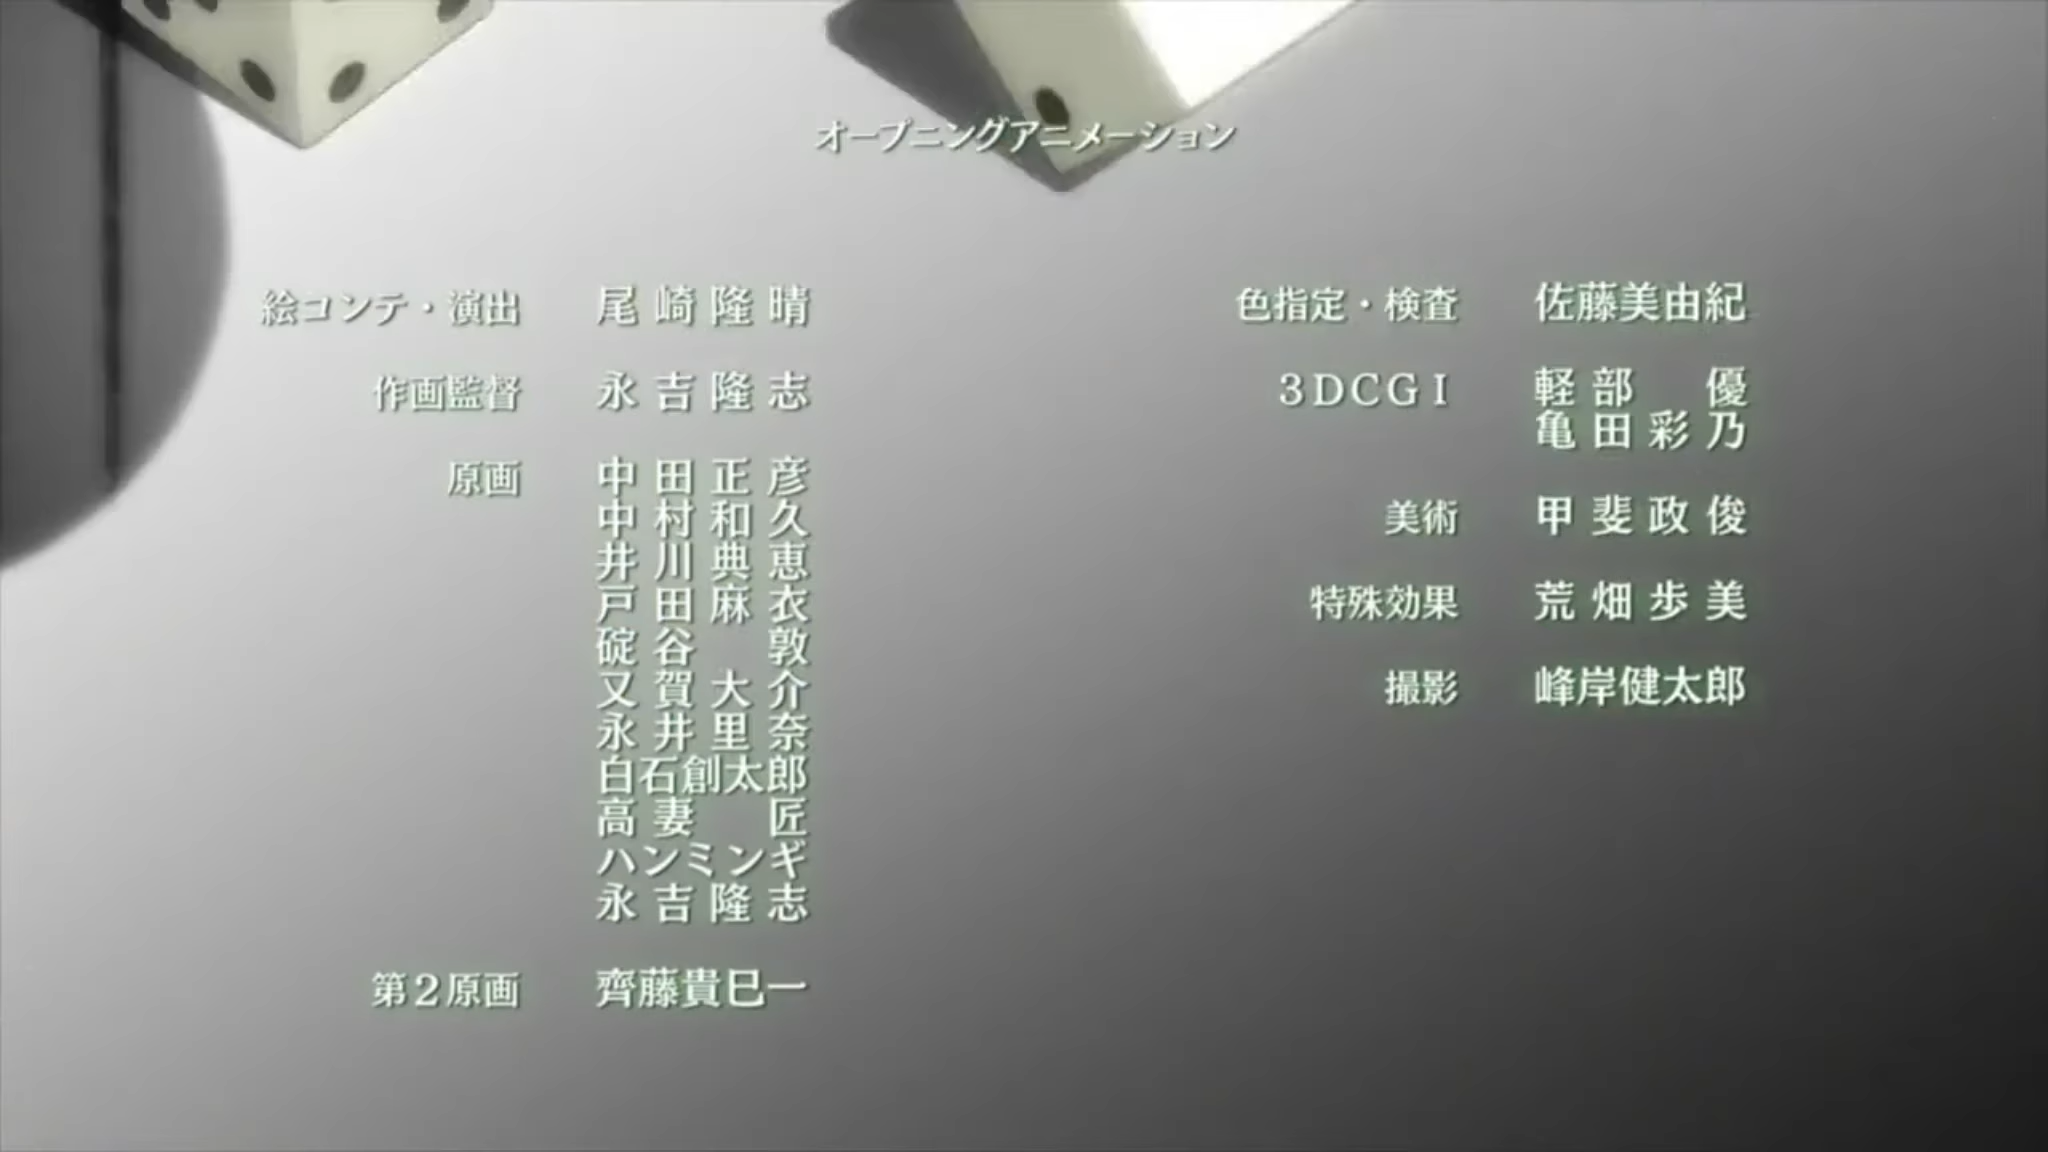 オープニングアニメーション
絵コンテ・演出 尾崎隆晴
作画監督 永吉隆志
原画 中田正彦
中村和久
井川典恵
戸田麻衣
碇谷 敦
又賀大介
永井里奈
白石創太郎
高妻 匠
ハンミンギ
永吉隆志
第2原画 齊藤貴巳一
色指定・検査 佐藤美由紀
3DCGI 軽部 優
亀田彩乃
美術 甲斐政俊
特殊効果 荒畑歩美
撮影 峰岸健太郎